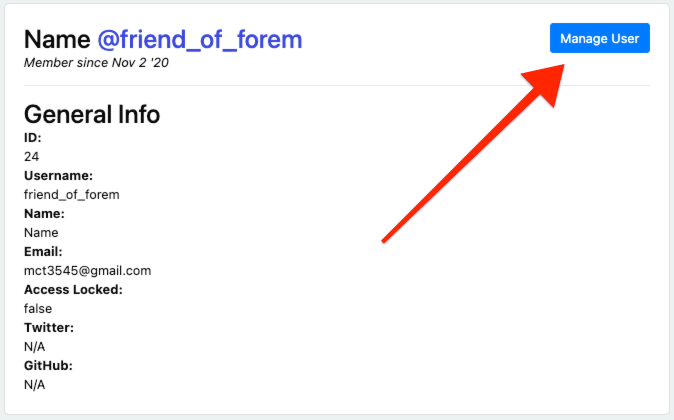 Name @friend_of_forem
Manage User
Member since Nov 2 '20
General Info
ID:
24
Username:
friend_of_forem
Name:
Name
Email:
mct3545@gmail.com
Access Locked:
false
Twitter:
N/A
GitHub:
N/A